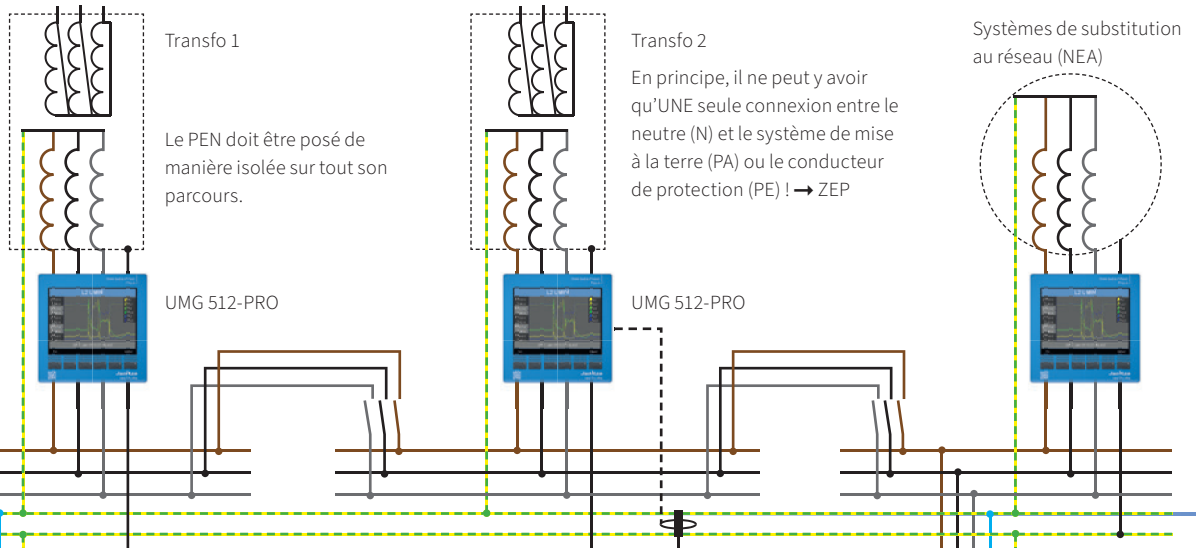 Transfo 1
Le PEN doit être posé de
manière isolée sur tout son
parcours.
UMG 512-PRO
Transfo 2
En principe, il ne peut y avoir
qu’UNE seule connexion entre le
neutre (N) et le système de mise
à la terre (PA) ou le conducteur
de protection (PE) ! → ZEP
UMG 512-PRO
Systèmes de substitution
au réseau (NEA)